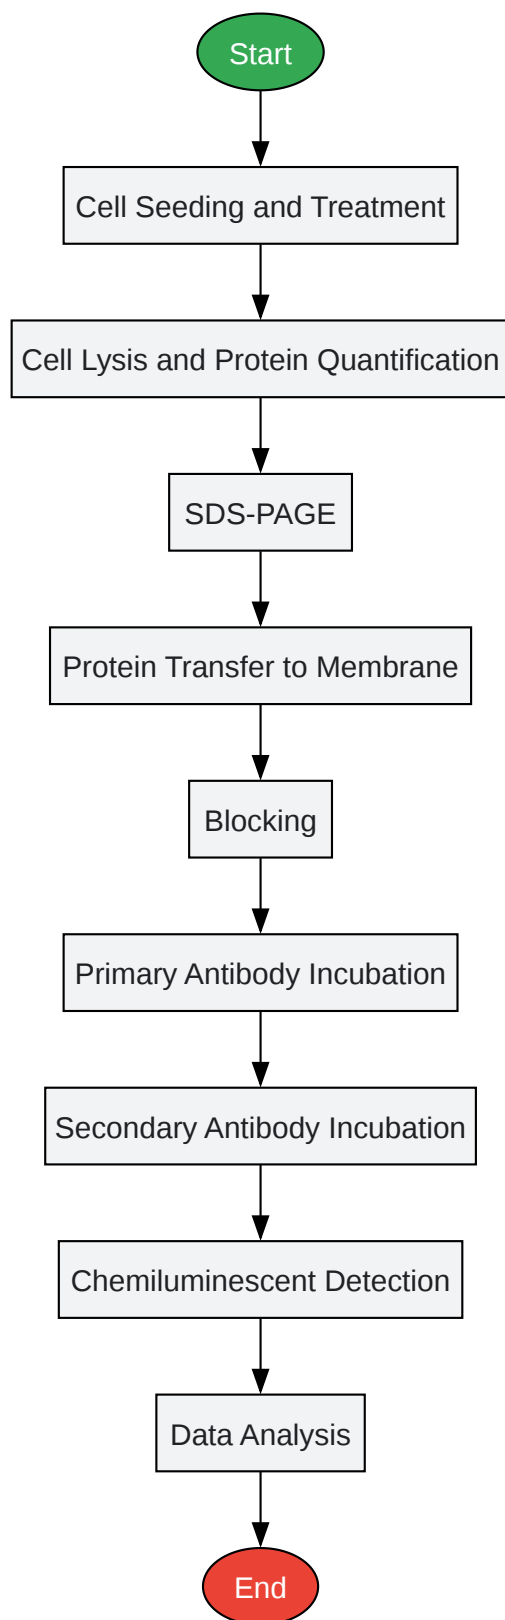 Start
Cell Seeding and Treatment
Cell Lysis and Protein Quantification
SDS-PAGE
Protein Transfer to Membrane
Blocking
Primary Antibody Incubation
Secondary Antibody Incubation
Chemiluminescent Detection
Data Analysis
End